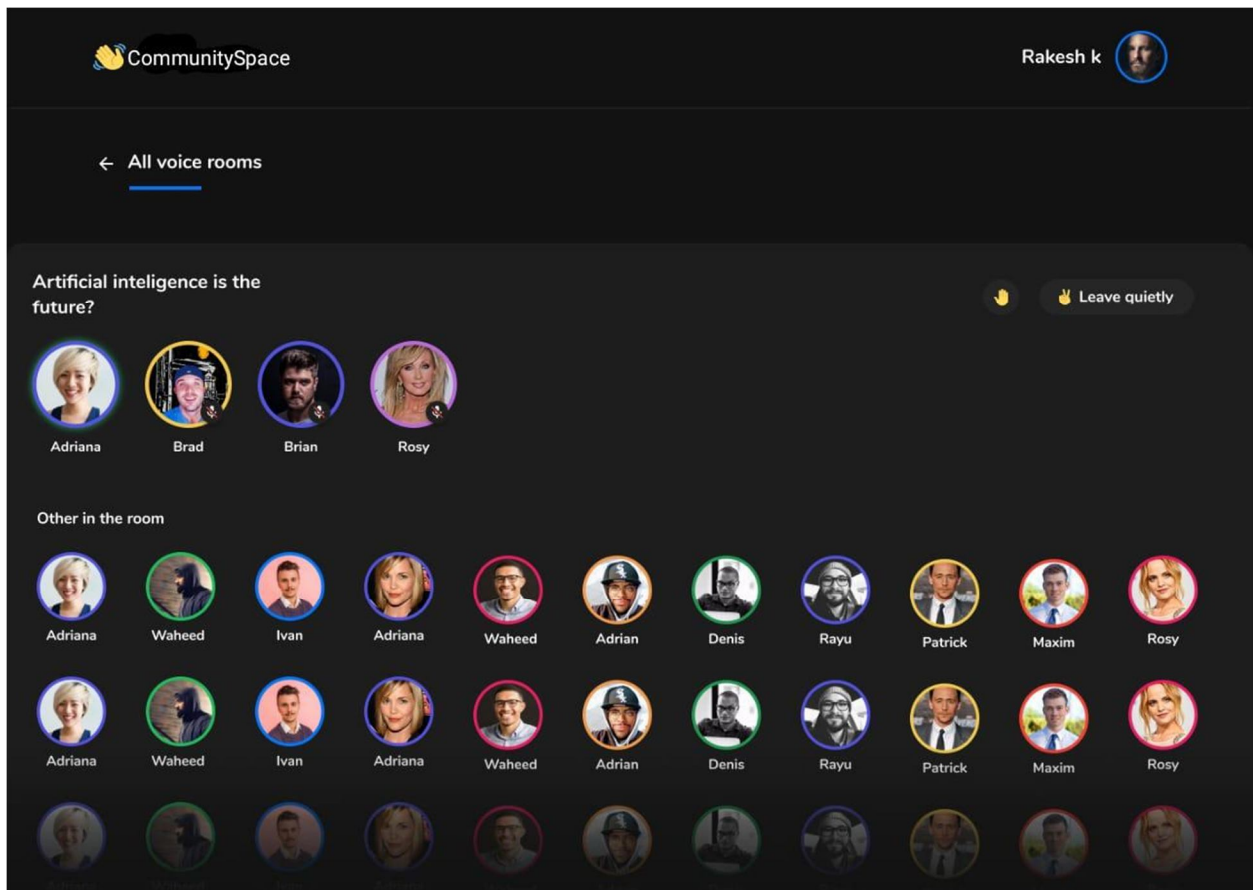 👋CommunitySpace
Rakesh k
← All voice rooms
Artificial inteligence is the
future?
✌ Leave quietly
Adriana Brad Brian Rosy
Other in the room
Adriana Waheed Ivan Adriana Waheed Adrian Denis Rayu Patrick Maxim Rosy
Adriana Waheed Ivan Adriana Waheed Adrian Denis Rayu Patrick Maxim Rosy